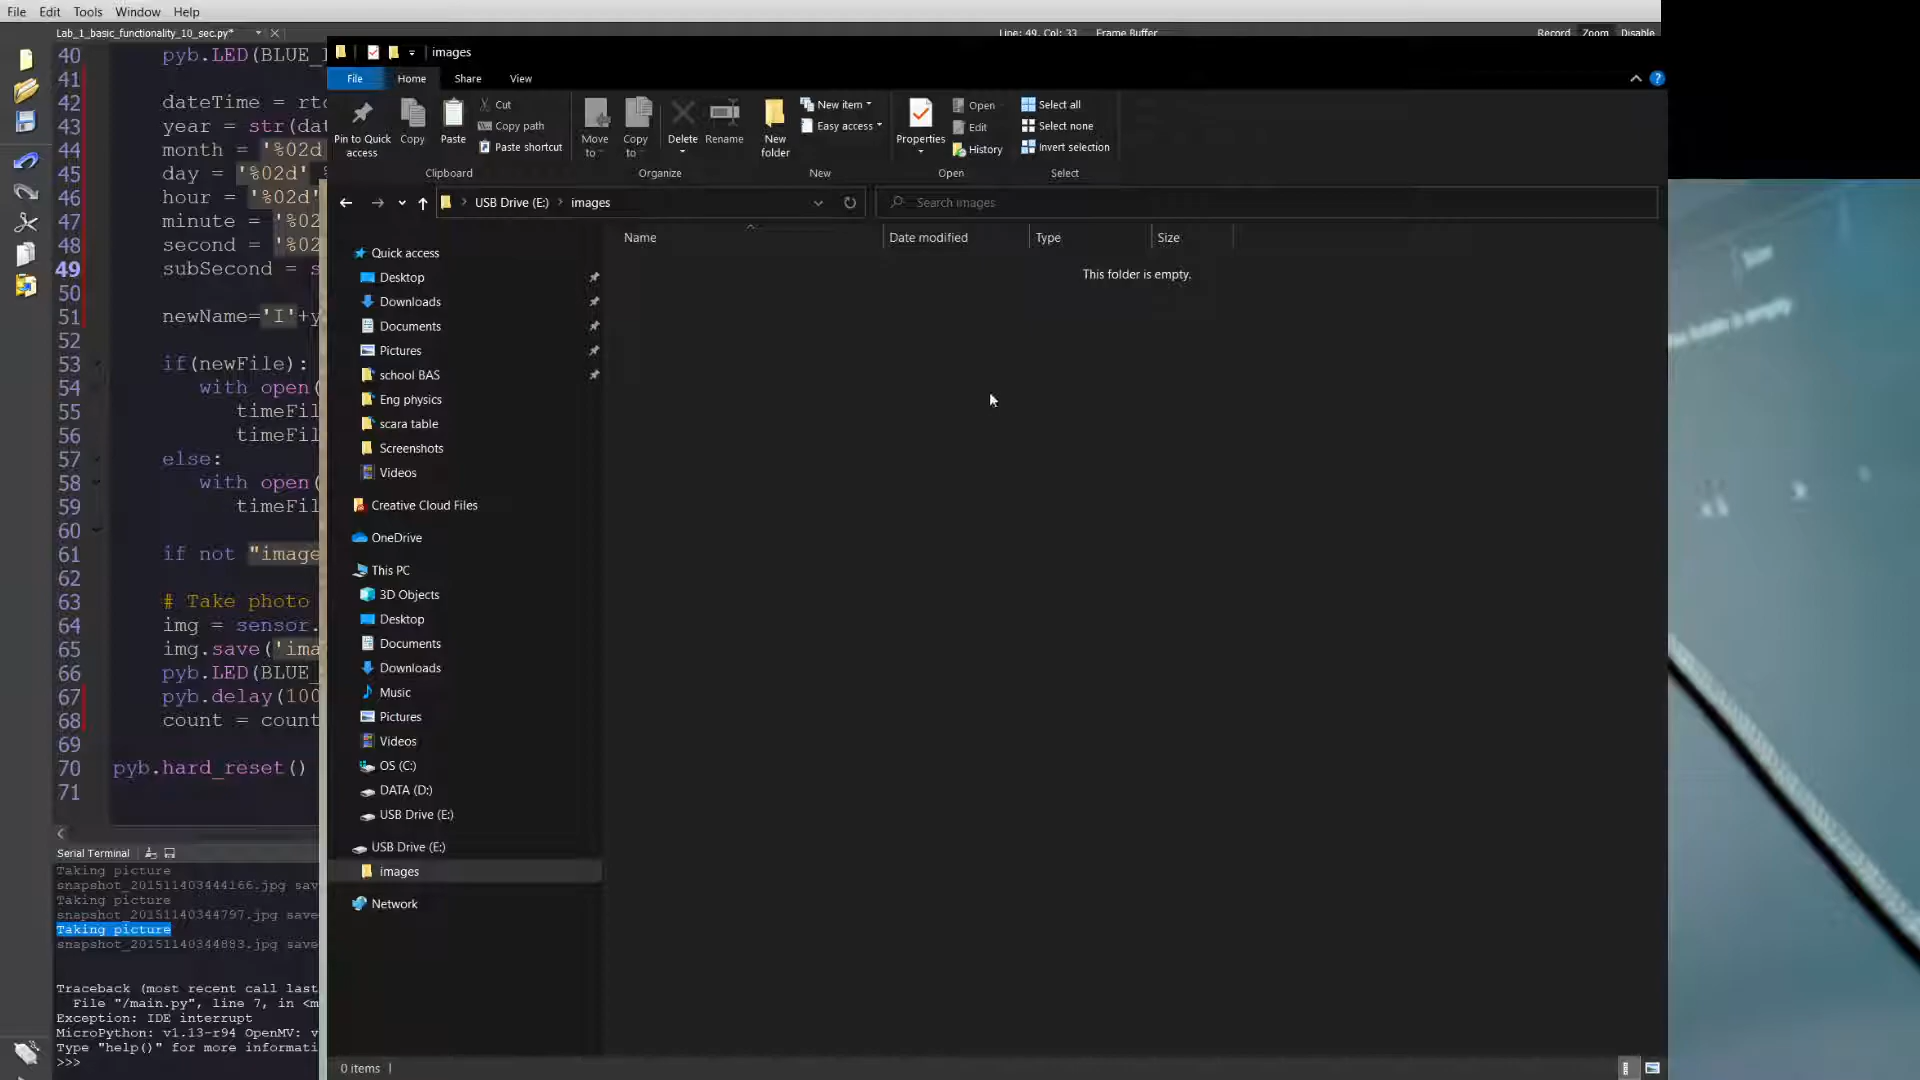 File Edit Tools Window Help
Lab_1_basic_functionality_10_sec.py*
Line: 49, Col: 33 Frame Buffer Record Zoom Disable
images
File Home Share View
Pin to Quick access
Copy
Paste
Cut
Copy path
Paste shortcut
Clipboard
Move to
Copy to
Delete
Rename
Organize
New folder
New item
Easy access
New
Properties
Open
Edit
History
Open
Select all
Select none
Invert selection
Select
USB Drive (E:) > images
Search images
Name Date modified Type Size
This folder is empty.
Quick access
Desktop
Downloads
Documents
Pictures
school BAS
Eng physics
scara table
Screenshots
Videos
Creative Cloud Files
OneDrive
This PC
3D Objects
Desktop
Documents
Downloads
Music
Pictures
Videos
OS (C:)
DATA (D:)
USB Drive (E:)
USB Drive (E:)
images
Network
0 items
40 pyb.LED(BLUE_
41
42 dateTime = rtc
43 year = str(dat
44 month = '%02d
45 day = '%02d'
46 hour = '%02d'
47 minute = '%02
48 second = '%02
49 subSecond = s
50
51 newName='I'+y
52
53 if(newFile):
54 with open(
55 timeFil
56 timeFil
57 else:
58 with open(
59 timeFil
60
61 if not "image
62
63 # Take photo
64 img = sensor.
65 img.save('ima
66 pyb.LED(BLUE_
67 pyb.delay(100
68 count = count
69
70 pyb.hard_reset()
71
Serial Terminal
Taking picture
snapshot_201511403444166.jpg sav
Taking picture
snapshot_20151140344797.jpg save
Taking picture
snapshot_20151140344883.jpg save
Traceback (most recent call last
File "/main.py", line 7, in <m
Exception: IDE interrupt
MicroPython: v1.13-r94 OpenMV: v
Type "help()" for more informati
>>>